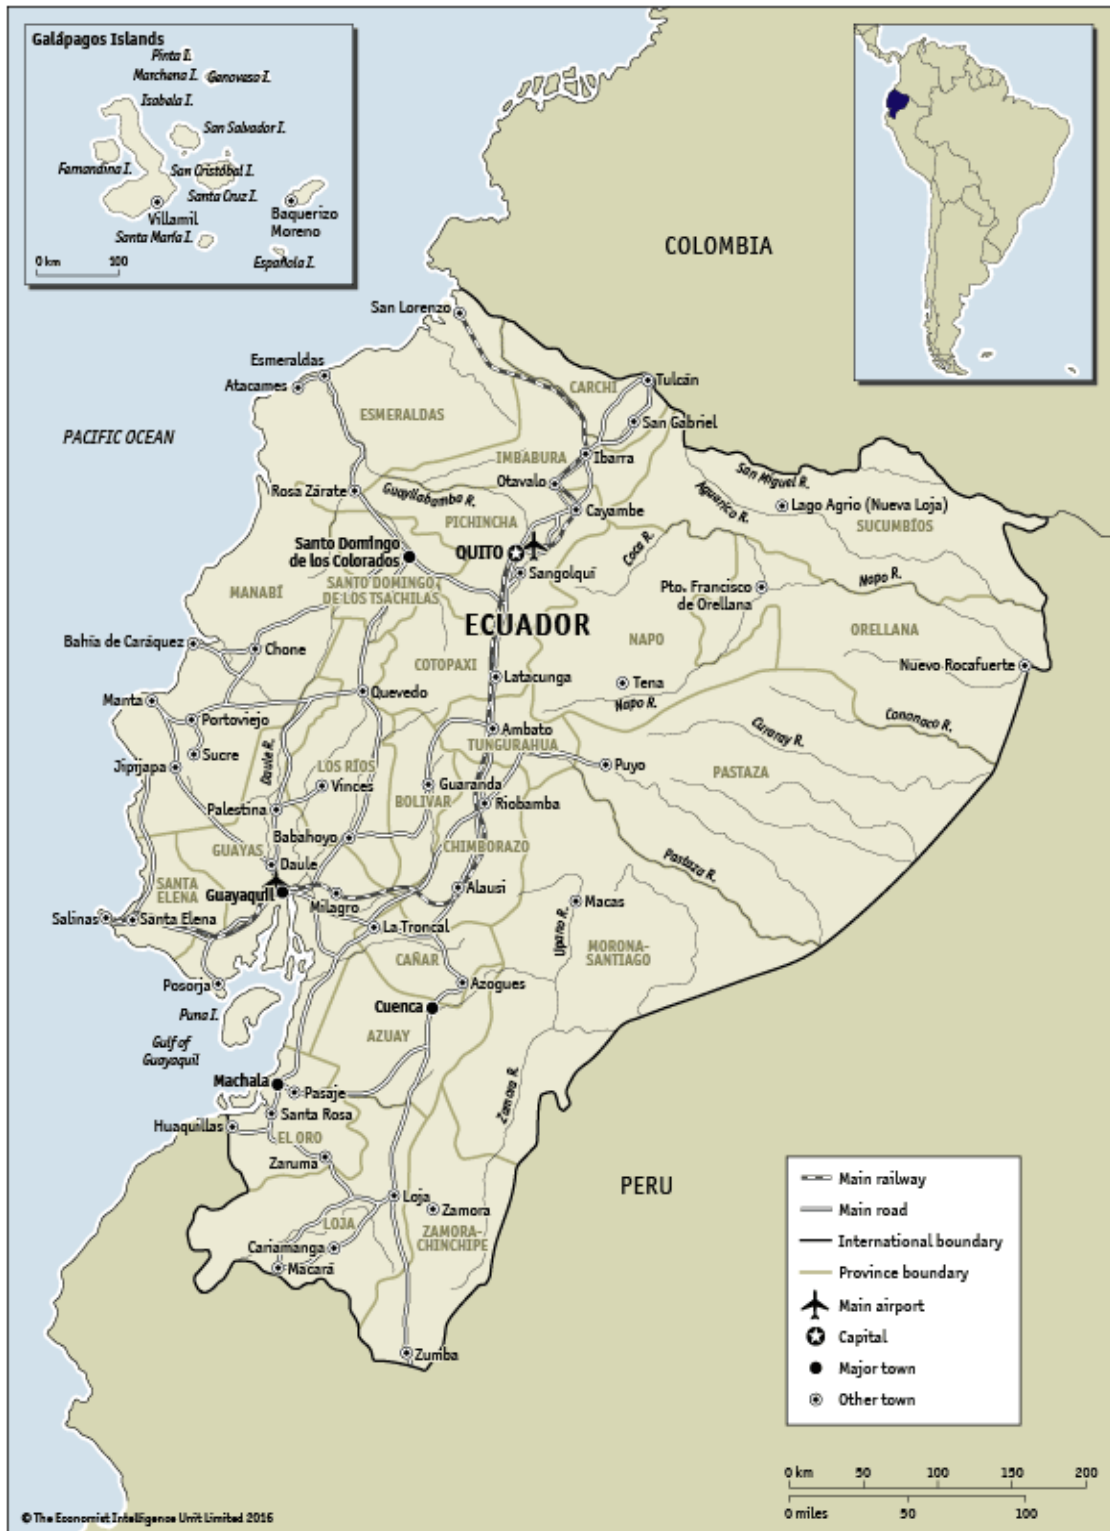 Galápagos Islands
Pinta I.
Marchena I.
Genovesa I.
Isabela I.
San Salvador I.
Fernandina I.
San Cristóbal I.
Santa Cruz I.
Villamil
Baquerizo
Moreno
Santa María I.
Española I.
0 km 100
COLOMBIA
San Lorenzo
Esmeraldas
Atacames
CARCHI
Tulcán
ESMERALDAS
San Gabriel
PACIFIC OCEAN
IMBABURA
Ibarra
San Miguel R.
Otavalo
Rosa Zárate
Guayllabamba R.
Aguarico R.
Lago Agrio (Nueva Loja)
Cayambe
PICHINCHA
SUCUMBÍOS
Santo Domingo
de los Colorados
QUITO
Coca R.
Sangolquí
Napo R.
SANTO DOMINGO
DE LOS TSACHILAS
Pto. Francisco
de Orellana
MANABÍ
ECUADOR
ORELLANA
NAPO
Bahía de Caráquez
Chone
COTOPAXI
Nuevo Rocafuerte
Latacunga
Tena
Quevedo
Manta
Napo R.
Cononaco R.
Portoviejo
Ambato
Curaray R.
TUNGURAHUA
Sucre
Daule R.
Jipijapa
LOS RÍOS
Puyo
PASTAZA
Vinces
Guaranda
BOLIVAR
Palestina
Riobamba
Babahoyo
GUAYAS
CHIMBORAZO
Daule
Pastaza R.
SANTA
ELENA
Guayaquil
Alausi
Milagro
Macas
Salinas
Santa Elena
La Troncal
Upano R.
MORONA-
SANTIAGO
CAÑAR
Posorja
Azogues
Cuenca
Puna I.
AZUAY
Gulf of
Guayaquil
Machala
Pasaje
Zamora R.
Santa Rosa
Huaquillas
EL ORO
Zaruma
PERU
Loja
Zamora
LOJA
ZAMORA-
CHINCHIPE
Cariamanga
Macará
Zumba
Main railway
Main road
International boundary
Province boundary
Main airport
Capital
Major town
Other town
0 km 50 100 150 200
0 miles 50 100
© The Economist Intelligence Unit Limited 2016